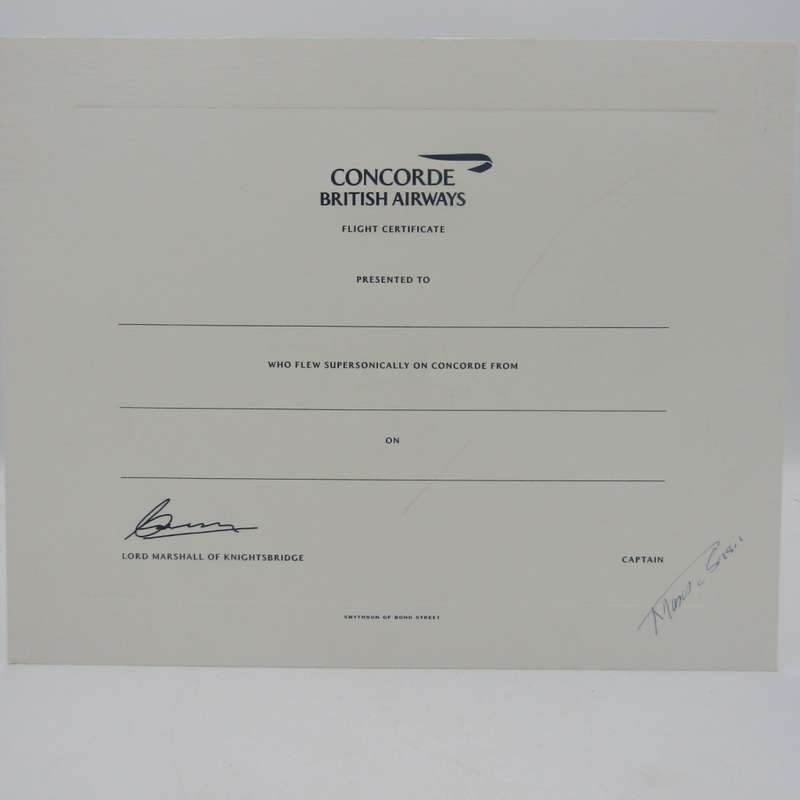 CONCORDE
BRITISH AIRWAYS
FLIGHT CERTIFICATE
PRESENTED TO
WHO FLEW SUPERSONICALLY ON CONCORDE FROM
ON
LORD MARSHALL OF KNIGHTSBRIDGE
CAPTAIN
SMYTHSON OF BOND STREET